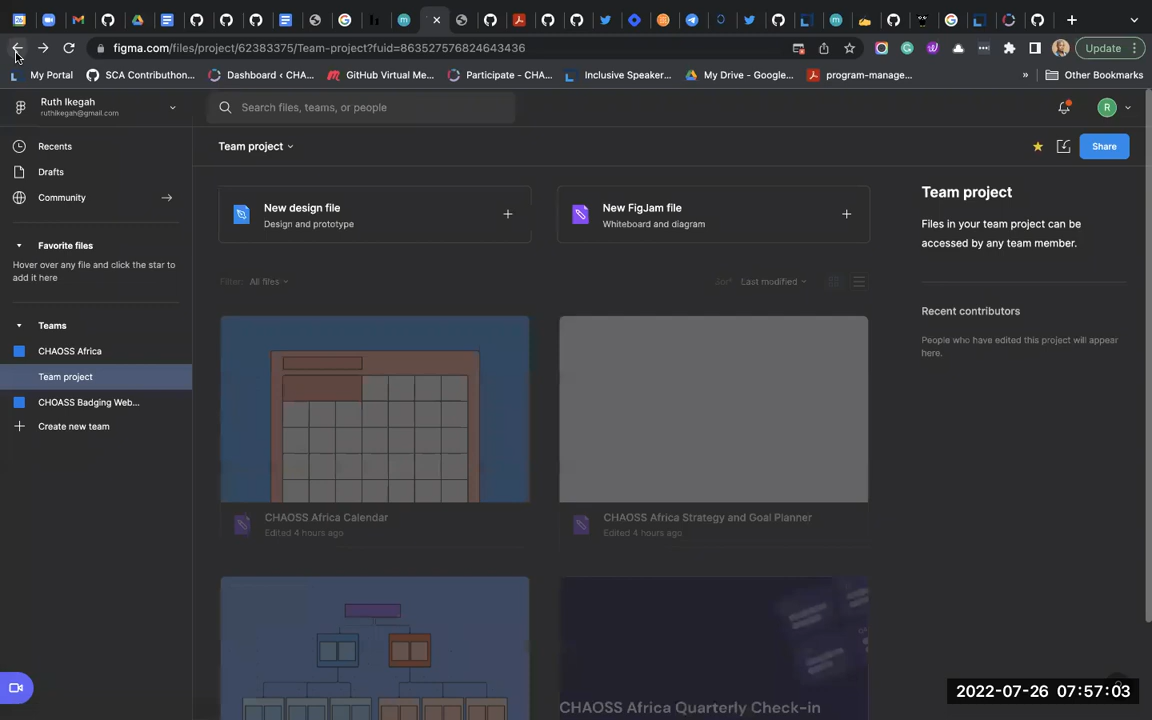 figma.com/files/project/62383375/Team-project?fuid=863527576824643436
Update
My Portal
SCA Contributhon...
Dashboard ‹ CHA...
GitHub Virtual Me...
Participate - CHA...
Inclusive Speaker...
My Drive - Google...
program-manage...
»
Other Bookmarks
Ruth Ikegah
ruthikegah@gmail.com
Search files, teams, or people
R
Recents
Drafts
Community
Favorite files
Hover over any file and click the star to
add it here
Teams
CHAOSS Africa
Team project
CHOASS Badging Web...
Create new team
Team project
Share
New design file
Design and prototype
New FigJam file
Whiteboard and diagram
Filter: All files
Sort: Last modified
CHAOSS Africa Calendar
Edited 4 hours ago
CHAOSS Africa Strategy and Goal Planner
Edited 4 hours ago
CHAOSS Africa Quarterly Check-in
Team project
Files in your team project can be
accessed by any team member.
Recent contributors
People who have edited this project will appear
here.
2022-07-26 07:57:03